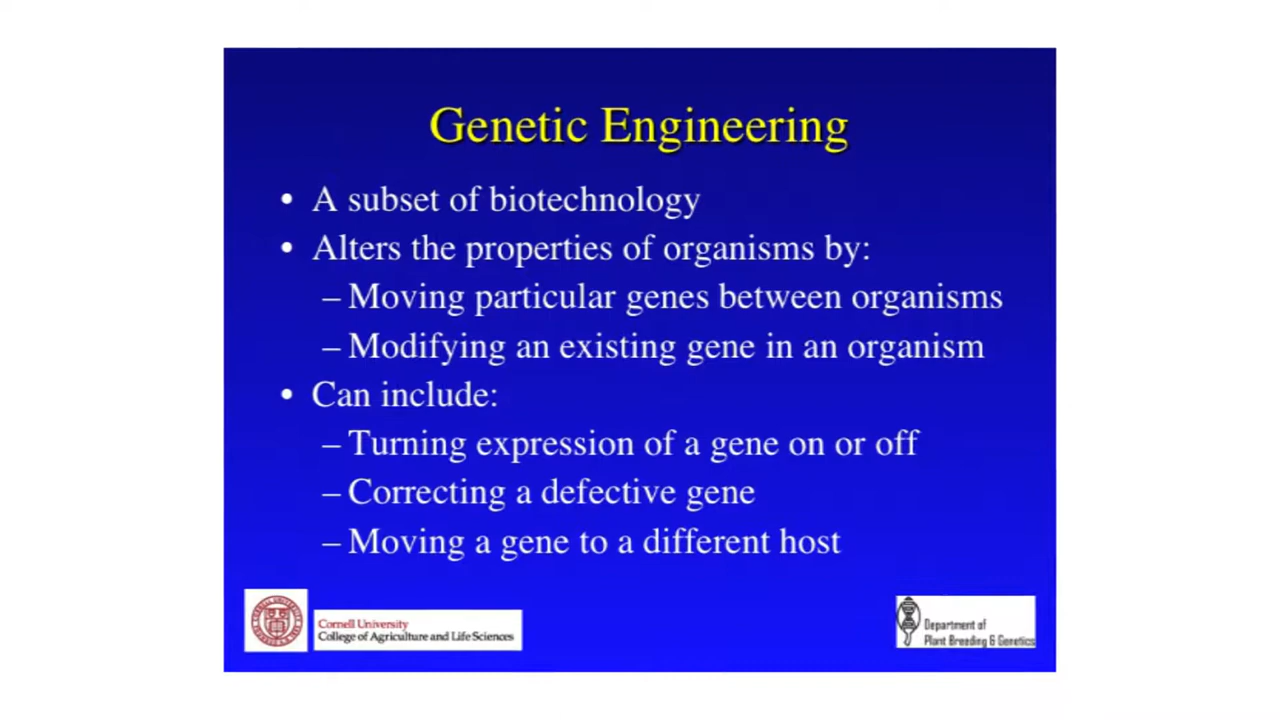 Genetic Engineering
• A subset of biotechnology
• Alters the properties of organisms by:
– Moving particular genes between organisms
– Modifying an existing gene in an organism
• Can include:
– Turning expression of a gene on or off
– Correcting a defective gene
– Moving a gene to a different host
Cornell University
College of Agriculture and Life Sciences
Department of
Plant Breeding & Genetics